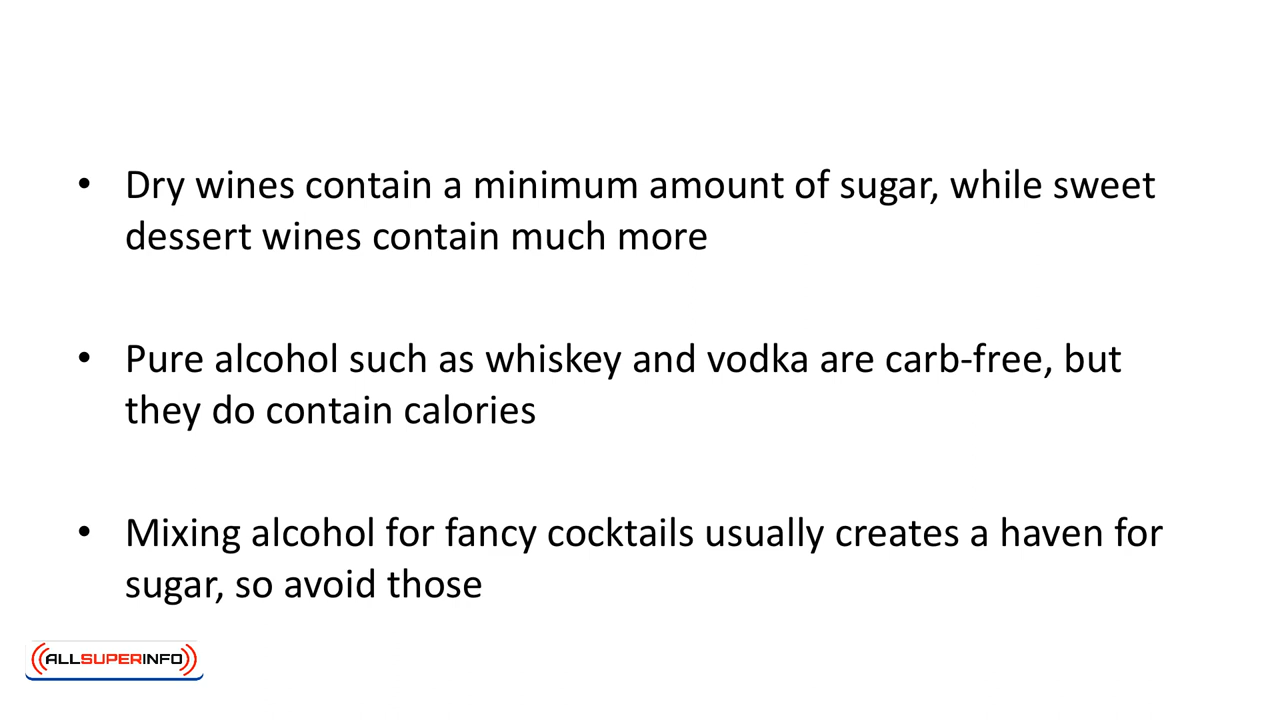 • Dry wines contain a minimum amount of sugar, while sweet
dessert wines contain much more
• Pure alcohol such as whiskey and vodka are carb-free, but
they do contain calories
• Mixing alcohol for fancy cocktails usually creates a haven for
sugar, so avoid those
ALLSUPERINFO